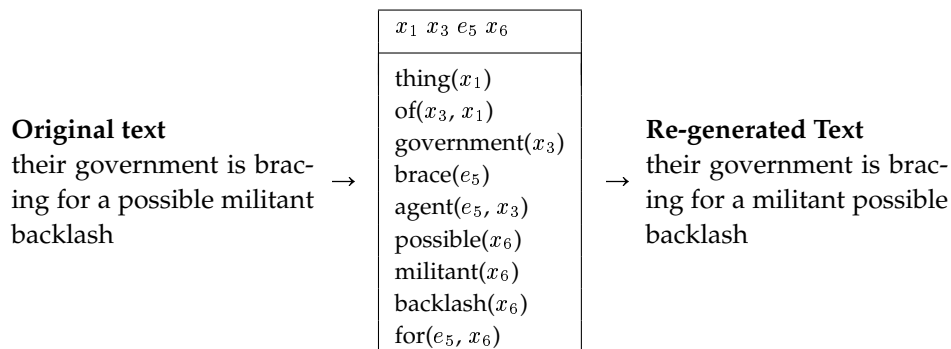 x₁ x₃ e₅ x₆
thing(x₁)
of(x₃, x₁)
government(x₃)
brace(e₅)
agent(e₅, x₃)
possible(x₆)
militant(x₆)
backlash(x₆)
for(e₅, x₆)
Original text
their government is brac-
ing for a possible militant
backlash
→
→
Re-generated Text
their government is brac-
ing for a militant possible
backlash